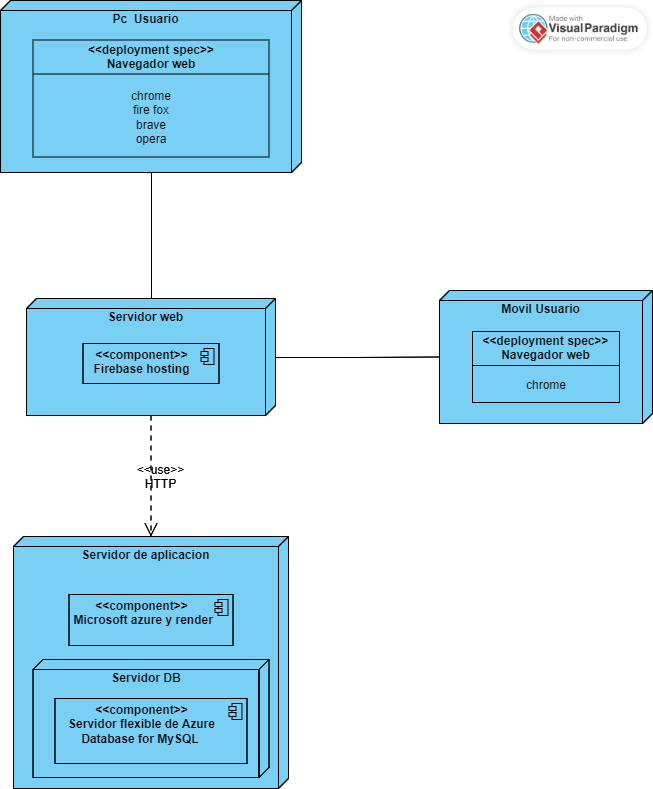 Pc Usuario
<<deployment spec>>
Navegador web
chrome
fire fox
brave
opera
Made with
VisualParadigm
For non-commercial use
Servidor web
<<component>>
Firebase hosting
Movil Usuario
<<deployment spec>>
Navegador web
chrome
<<use>>
HTTP
Servidor de aplicacion
<<component>>
Microsoft azure y render
Servidor DB
<<component>>
Servidor flexible de Azure
Database for MySQL